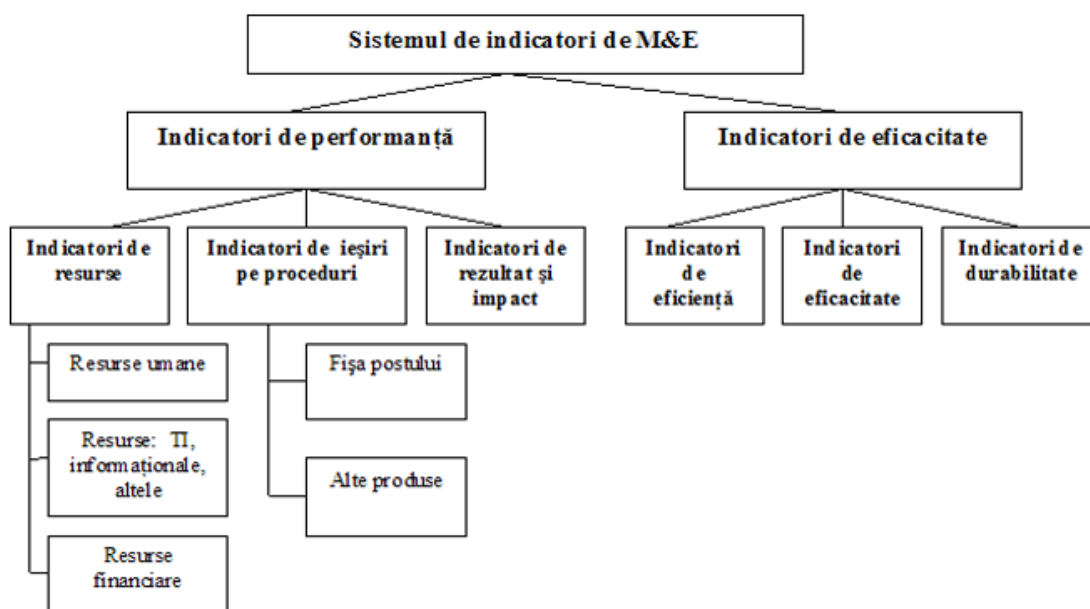 Sistemul de indicatori de M&E
Indicatori de performanță
Indicatori de eficacitate
Indicatori de
resurse
Indicatori de ieșiri
pe proceduri
Indicatori de
rezultat și
impact
Indicatori
de
eficiență
Indicatori
de
eficacitate
Indicatori de
durabilitate
Resurse umane
Resurse: TI,
informaționale,
altele
Resurse
financiare
Fișa postului
Alte produse